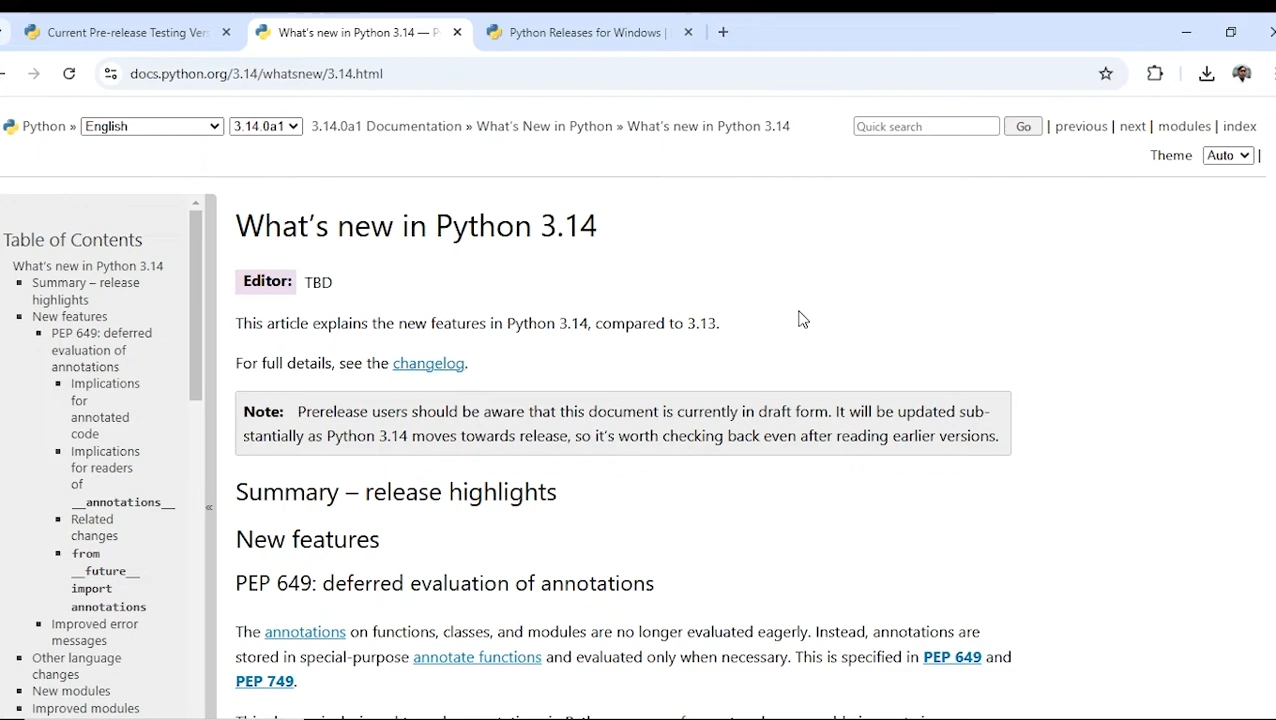 Current Pre-release Testing Ver
What's new in Python 3.14 — P
Python Releases for Windows |
docs.python.org/3.14/whatsnew/3.14.html
Python » English 3.14.0a1 3.14.0a1 Documentation » What's New in Python » What's new in Python 3.14 Quick search Go | previous | next | modules | index
Theme Auto |
Table of Contents
What's new in Python 3.14
Summary – release
highlights
New features
PEP 649: deferred
evaluation of
annotations
Implications
for
annotated
code
Implications
for readers
of
__annotations__
Related
changes
from
__future__
import
annotations
Improved error
messages
Other language
changes
New modules
Improved modules
«
What's new in Python 3.14
Editor: TBD
This article explains the new features in Python 3.14, compared to 3.13.
For full details, see the changelog.
Note: Prerelease users should be aware that this document is currently in draft form. It will be updated sub-
stantially as Python 3.14 moves towards release, so it's worth checking back even after reading earlier versions.
Summary – release highlights
New features
PEP 649: deferred evaluation of annotations
The annotations on functions, classes, and modules are no longer evaluated eagerly. Instead, annotations are
stored in special-purpose annotate functions and evaluated only when necessary. This is specified in PEP 649 and
PEP 749.